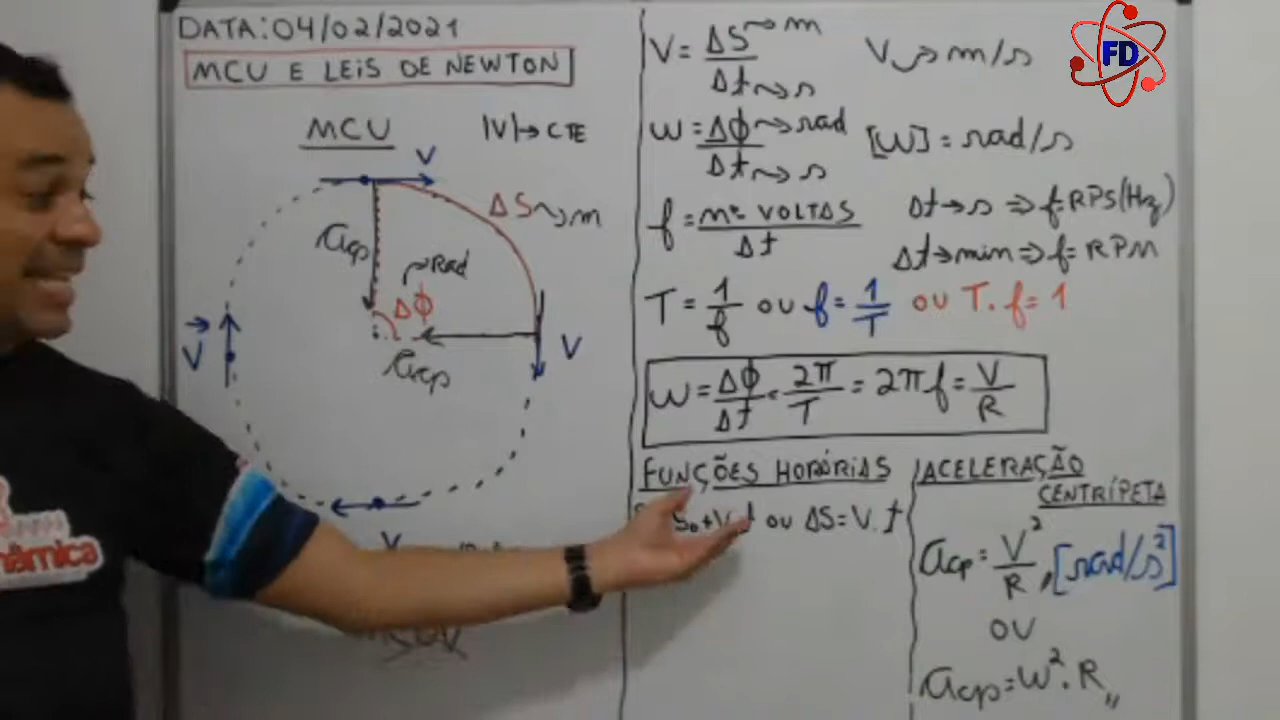 DATA: 04/02/2021
MCU E LEIS DE NEWTON
MCU |V|→ CTE
V
ΔS~>m
acp
Rad
Δϕ
acp
V
V
V
V = ΔS~>m / Δt~>s V~>m/s
ω = Δϕ~>rad / Δt~>s [ω] = rad/s
f = nº VOLTAS / Δt Δt→s ⇒ f=RPS(Hz)
Δt→min ⇒ f=RPM
T = 1/f OU f = 1/T OU T.f = 1
ω = Δϕ/Δt = 2π/T = 2πf = V/R
FUNÇÕES HORÁRIAS
S₀+V.t OU ΔS=V.t
ACELERAÇÃO
CENTRÍPETA
acp = V²/R, [rad/s²]
OU
acp = ω².R,,
FD
nâmica